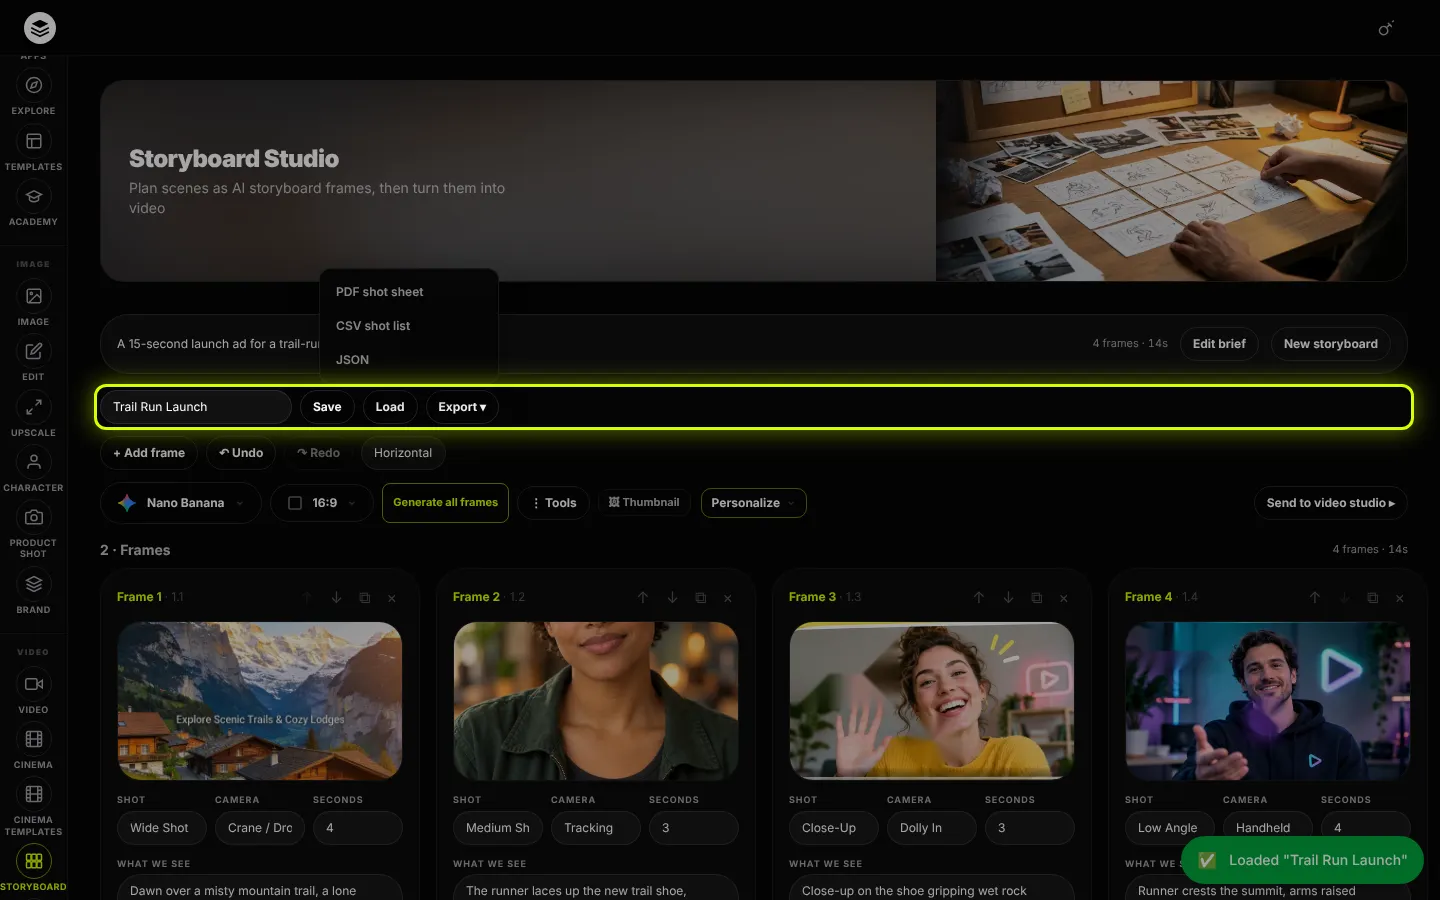 APPS
EXPLORE
TEMPLATES
ACADEMY
IMAGE
IMAGE
EDIT
UPSCALE
CHARACTER
PRODUCT
SHOT
BRAND
VIDEO
VIDEO
CINEMA
CINEMA
TEMPLATES
STORYBOARD
Storyboard Studio
Plan scenes as AI storyboard frames, then turn them into
video
PDF shot sheet
CSV shot list
JSON
A 15-second launch ad for a trail-ru
4 frames · 14s
Edit brief
New storyboard
Trail Run Launch
Save
Load
Export ▾
+ Add frame
↶ Undo
↷ Redo
Horizontal
Nano Banana
16:9
Generate all frames
⋮ Tools
🖼 Thumbnail
Personalize
Send to video studio ▸
2 · Frames
4 frames · 14s
Frame 1 · 1.1
Explore Scenic Trails & Cozy Lodges
SHOT CAMERA SECONDS
Wide Shot Crane / Drc 4
WHAT WE SEE
Dawn over a misty mountain trail, a lone
Frame 2 · 1.2
SHOT CAMERA SECONDS
Medium Sh Tracking 3
WHAT WE SEE
The runner laces up the new trail shoe,
Frame 3 · 1.3
SHOT CAMERA SECONDS
Close-Up Dolly In 3
WHAT WE SEE
Close-up on the shoe gripping wet rock
Frame 4 · 1.4
SHOT CAMERA SECONDS
Low Angle Handheld 4
WHAT WE S
Runner crests the summit, arms raised
✅ Loaded "Trail Run Launch"